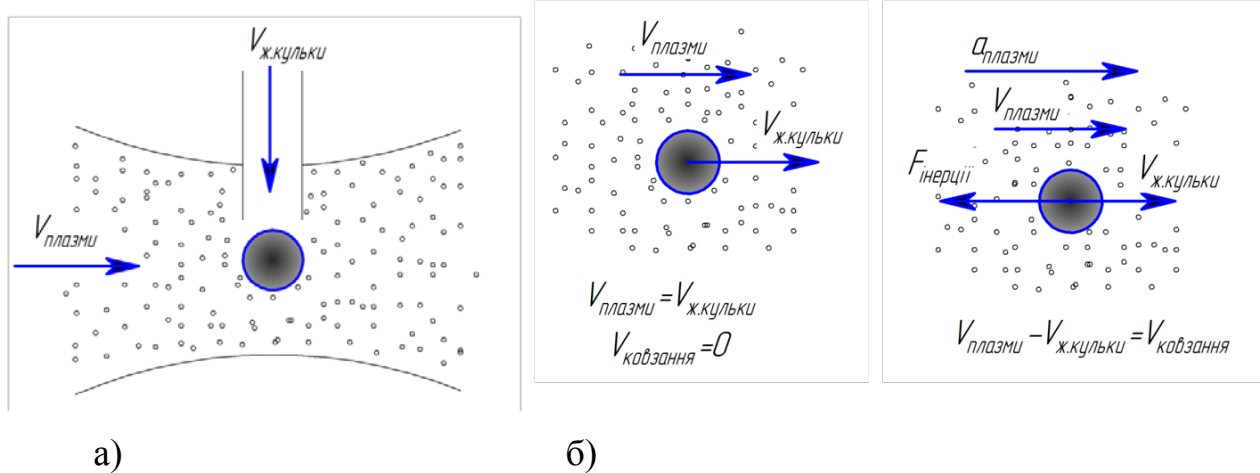 Vж.кульки
Vплазми
Vплазми
Vж.кульки
Vплазми=Vж.кульки
Vковзання=0
aплазми
Vплазми
Fінерції
Vж.кульки
Vплазми−Vж.кульки=Vковзання
а)
б)